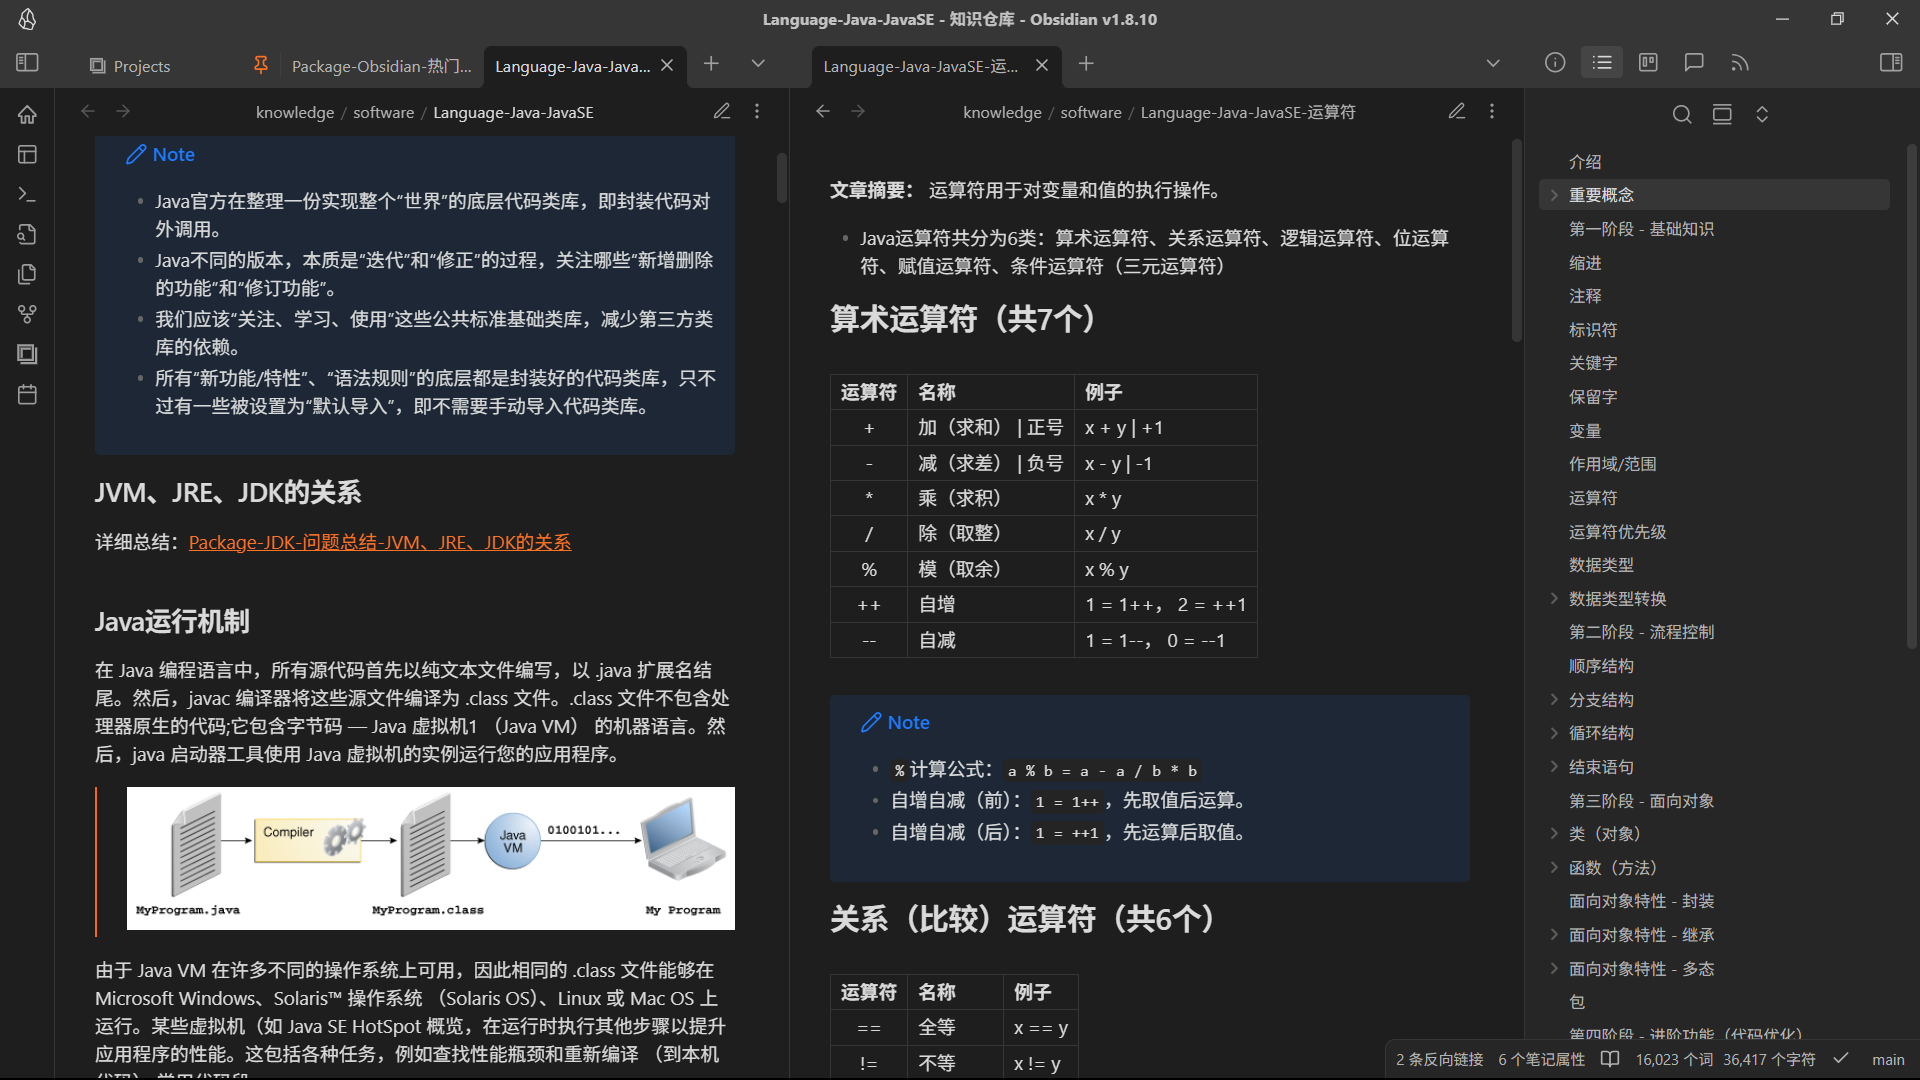 Language-Java-JavaSE - 知识仓库 - Obsidian v1.8.10
Projects
Package-Obsidian-热门...
Language-Java-Java...
Language-Java-JavaSE-运...
knowledge / software / Language-Java-JavaSE
Note
Java官方在整理一份实现整个“世界”的底层代码类库，即封装代码对
外调用。
Java不同的版本，本质是“迭代”和“修正”的过程，关注哪些“新增删除
的功能”和“修订功能”。
我们应该“关注、学习、使用”这些公共标准基础类库，减少第三方类
库的依赖。
所有“新功能/特性”、“语法规则“的底层都是封装好的代码类库，只不
过有一些被设置为“默认导入”，即不需要手动导入代码类库。
JVM、JRE、JDK的关系
详细总结：Package-JDK-问题总结-JVM、JRE、JDK的关系
Java运行机制
在 Java 编程语言中，所有源代码首先以纯文本文件编写，以 .java 扩展名结
尾。然后，javac 编译器将这些源文件编译为 .class 文件。.class 文件不包含处
理器原生的代码;它包含字节码 — Java 虚拟机1 （Java VM） 的机器语言。然
后，java 启动器工具使用 Java 虚拟机的实例运行您的应用程序。
Compiler
Java
VM
0100101...
MyProgram.java
MyProgram.class
My Program
由于 Java VM 在许多不同的操作系统上可用，因此相同的 .class 文件能够在
Microsoft Windows、Solaris™ 操作系统 （Solaris OS）、Linux 或 Mac OS 上
运行。某些虚拟机（如 Java SE HotSpot 概览，在运行时执行其他步骤以提升
应用程序的性能。这包括各种任务，例如查找性能瓶颈和重新编译 （到本机
knowledge / software / Language-Java-JavaSE-运算符
文章摘要： 运算符用于对变量和值的执行操作。
Java运算符共分为6类：算术运算符、关系运算符、逻辑运算符、位运算
符、赋值运算符、条件运算符（三元运算符）
算术运算符（共7个）
运算符 名称 例子
+ 加（求和） | 正号 x + y | +1
- 减（求差） | 负号 x - y | -1
* 乘（求积） x * y
/ 除（取整） x / y
% 模（取余） x % y
++ 自增 1 = 1++， 2 = ++1
-- 自减 1 = 1--， 0 = --1
Note
% 计算公式： a % b = a - a / b * b
自增自减（前）： 1 = 1++ ，先取值后运算。
自增自减（后）： 1 = ++1 ，先运算后取值。
关系（比较）运算符（共6个）
运算符 名称 例子
== 全等 x == y
!= 不等 x != y
介绍
重要概念
第一阶段 - 基础知识
缩进
注释
标识符
关键字
保留字
变量
作用域/范围
运算符
运算符优先级
数据类型
数据类型转换
第二阶段 - 流程控制
顺序结构
分支结构
循环结构
结束语句
第三阶段 - 面向对象
类（对象）
函数（方法）
面向对象特性 - 封装
面向对象特性 - 继承
面向对象特性 - 多态
包
第四阶段 - 进阶功能（代码优化）
2 条反向链接 6 个笔记属性 16,023 个词 36,417 个字符 main